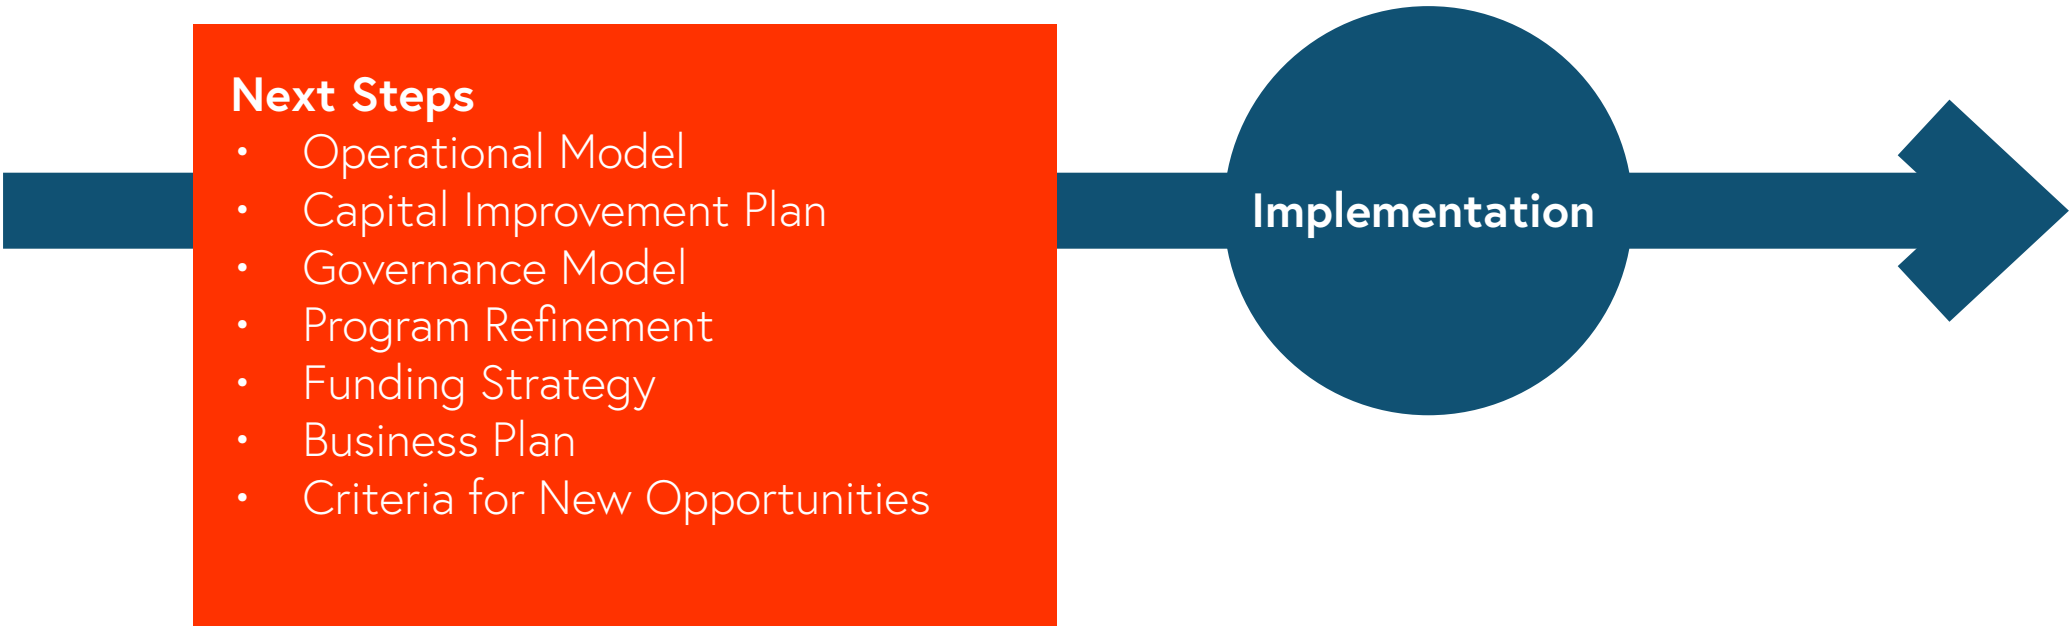 Next Steps
• Operational Model
• Capital Improvement Plan
• Governance Model
• Program Refinement
• Funding Strategy
• Business Plan
• Criteria for New Opportunities
Implementation